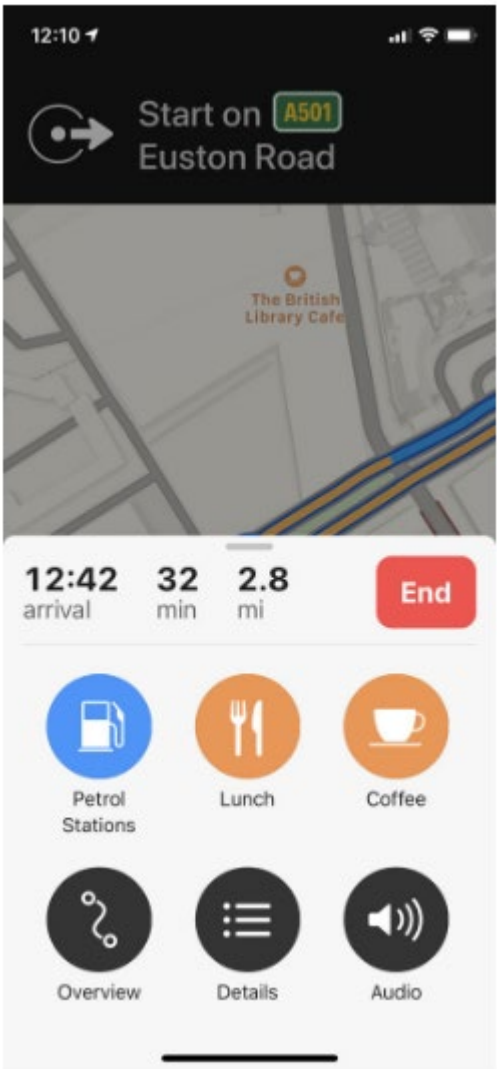 12:10
Start on A501
Euston Road
The British
Library Cafe
12:42 32 2.8
arrival min mi
End
Petrol
Stations
Lunch
Coffee
Overview
Details
Audio